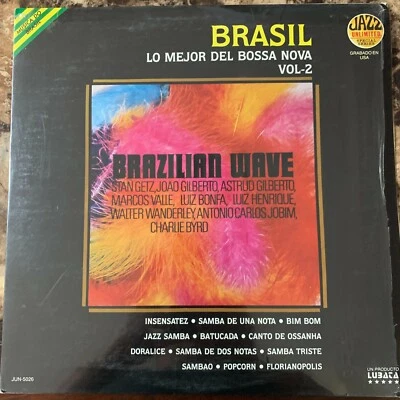 BRASIL
LO MEJOR DEL BOSSA NOVA
VOL-2
JAZZ
UNLIMITED
GRABADO EN
USA
BRAZILIAN WAVE
STAN GETZ, JOAO GILBERTO, ASTRUD GILBERTO,
MARCOS VALLE, LUIZ BONFA, LUIZ HENRIQUE,
WALTER WANDERLEY, ANTONIO CARLOS JOBIM,
CHARLIE BYRD
INSENSATEZ • SAMBA DE UNA NOTA • BIM BOM
JAZZ SAMBA • BATUCADA • CANTO DE OSSANHA
DORALICE • SAMBA DE DOS NOTAS • SAMBA TRISTE
SAMBAO • POPCORN • FLORIANOPOLIS
JUN-5026
UN PRODUCTO
LUBATA